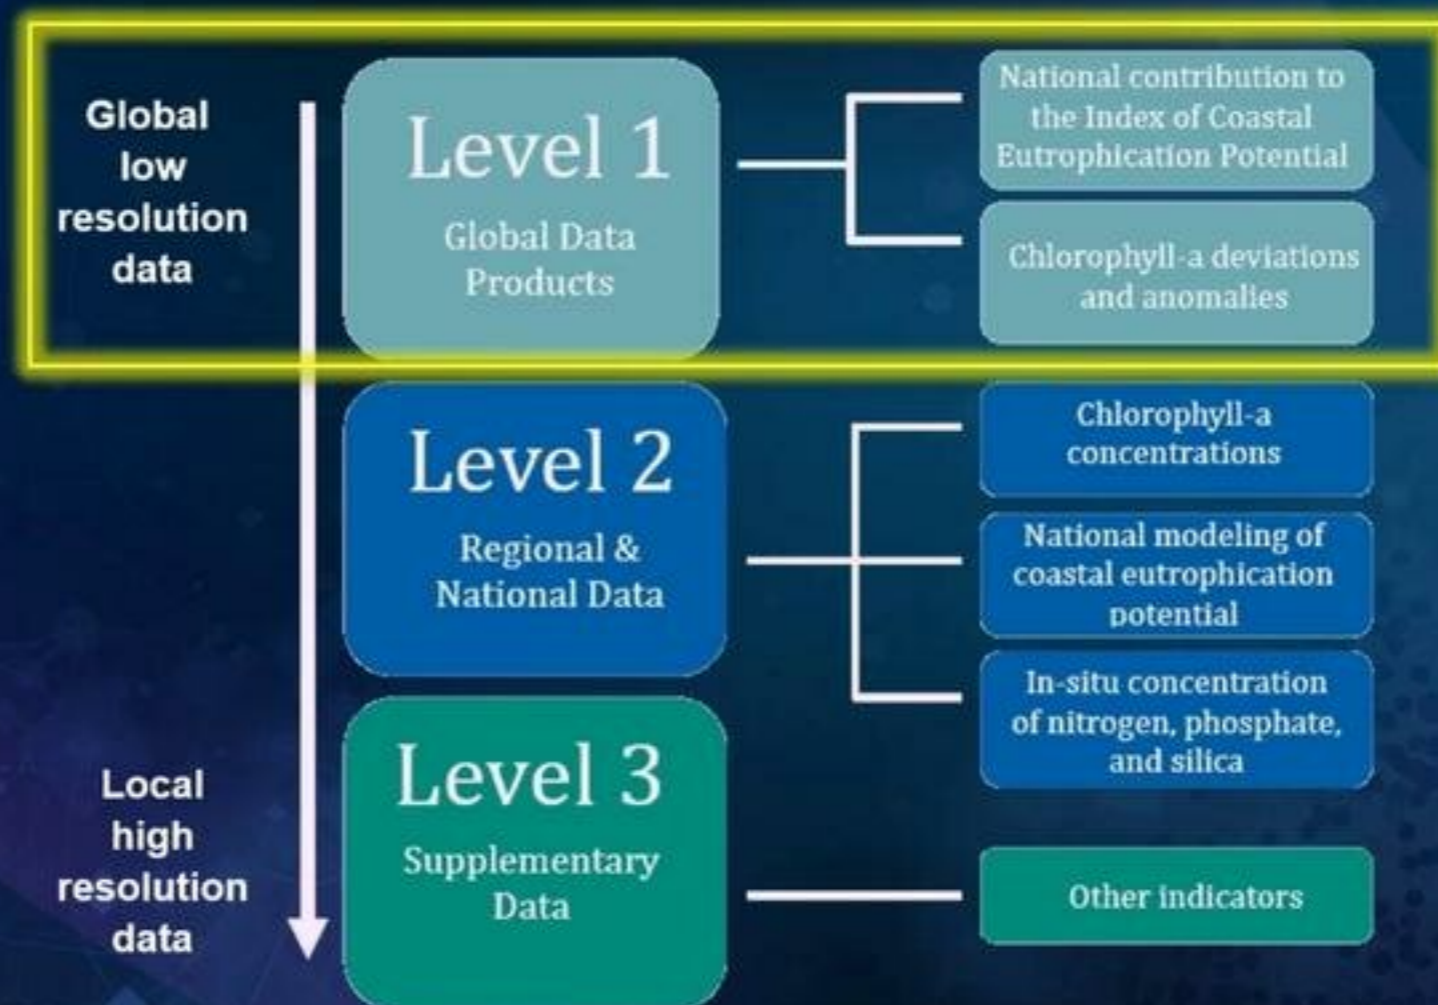 Global
low
resolution
data
Level 1
Global Data
Products
National contribution to
the Index of Coastal
Eutrophication Potential
Chlorophyll-a deviations
and anomalies
Level 2
Regional &
National Data
Chlorophyll-a
concentrations
National modeling of
coastal eutrophication
potential
In-situ concentration
of nitrogen, phosphate,
and silica
Local
high
resolution
data
Level 3
Supplementary
Data
Other indicators